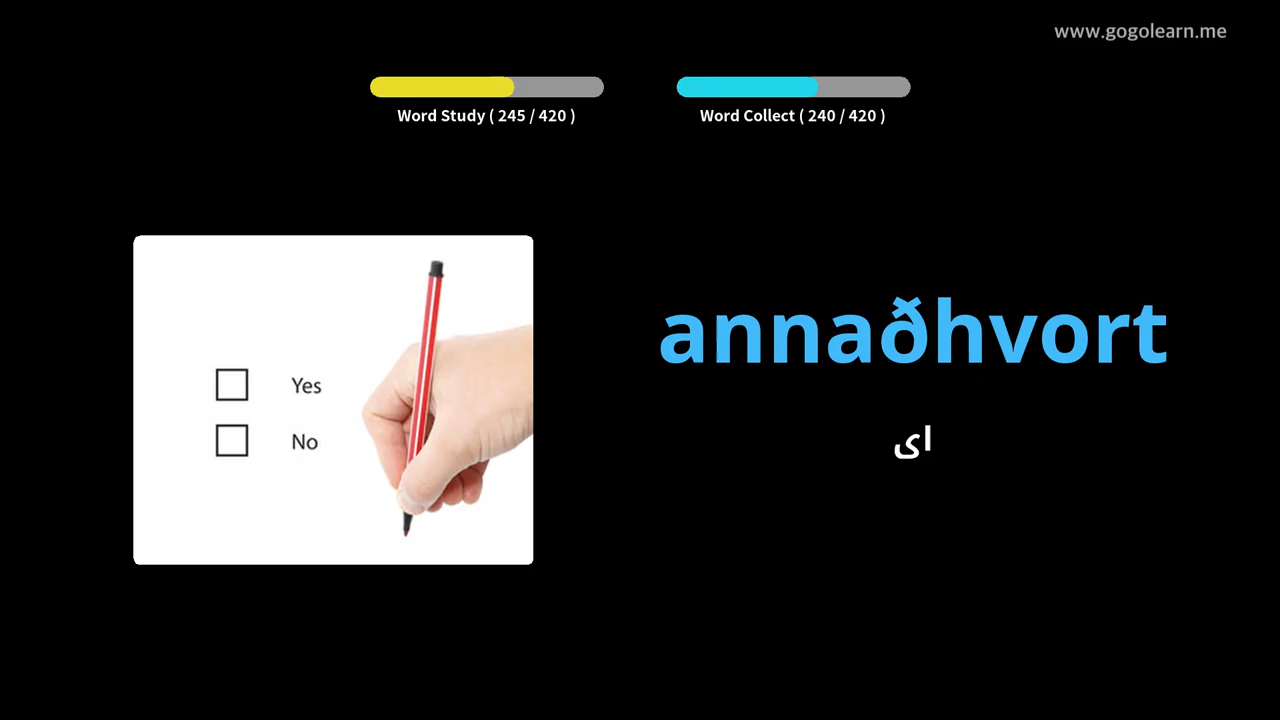 www.gogolearn.me
Word Study ( 245 / 420 )
Word Collect ( 240 / 420 )
Yes
No
annaðhvort
ای